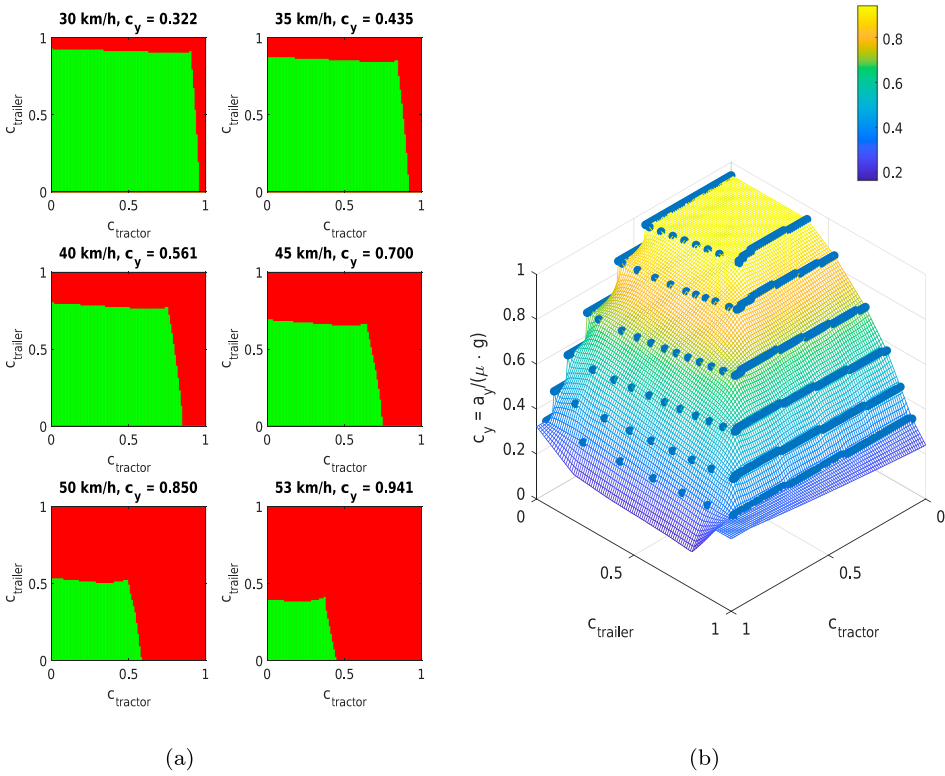 30 km/h, c_y = 0.322
1
0.5
0
c_trailer
0
0.5
1
c_tractor
35 km/h, c_y = 0.435
1
0.5
0
c_trailer
0
0.5
1
c_tractor
40 km/h, c_y = 0.561
1
0.5
0
c_trailer
0
0.5
1
c_tractor
45 km/h, c_y = 0.700
1
0.5
0
c_trailer
0
0.5
1
c_tractor
50 km/h, c_y = 0.850
1
0.5
0
c_trailer
0
0.5
1
c_tractor
53 km/h, c_y = 0.941
1
0.5
0
c_trailer
0
0.5
1
c_tractor
(a)
0.8
0.6
0.4
0.2
1
0.8
0.6
0.4
0.2
0
c_y = a_y/(μ · g)
0
0.5
1
c_trailer
1
0.5
0
c_tractor
(b)